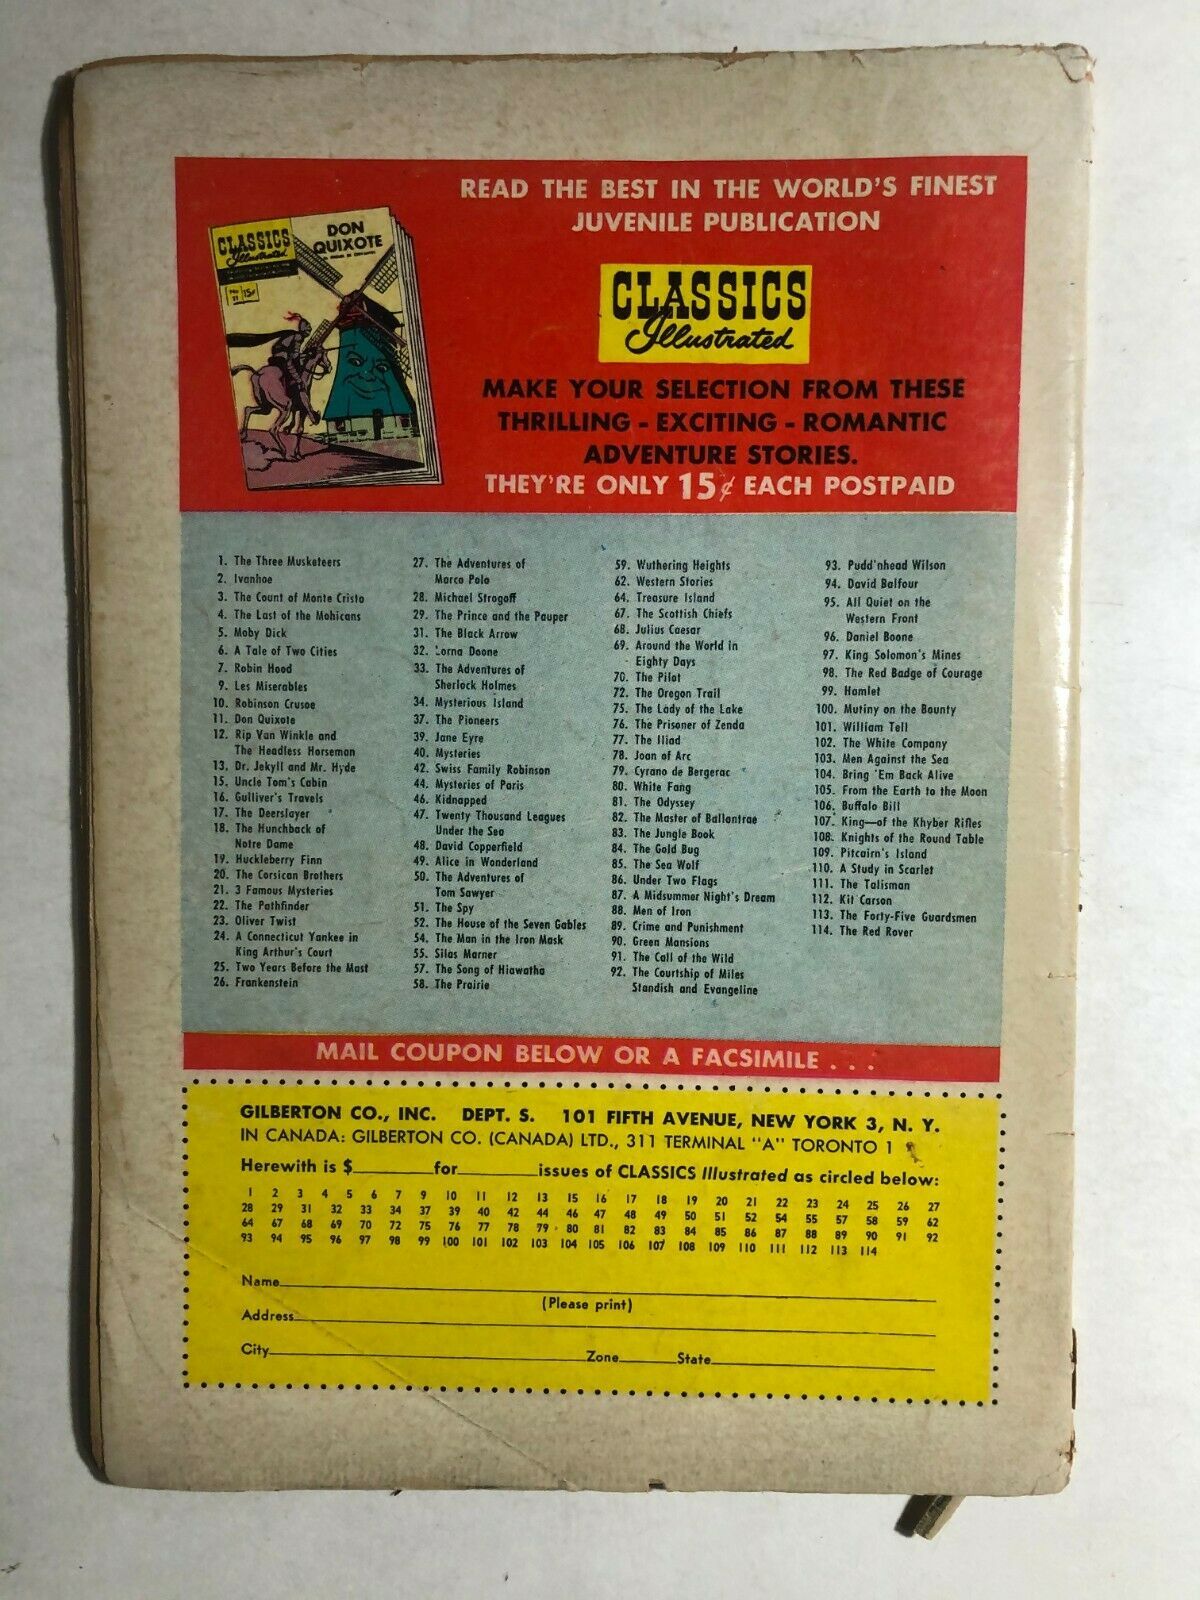 READ THE BEST IN THE WORLD'S FINEST
JUVENILE PUBLICATION
CLASSICS
Illustrated
DON
QUIXOTE
No.
11
15¢
CLASSICS
Illustrated
MAKE YOUR SELECTION FROM THESE
THRILLING - EXCITING - ROMANTIC
ADVENTURE STORIES.
THEY'RE ONLY 15¢ EACH POSTPAID
1. The Three Musketeers
2. Ivanhoe
3. The Count of Monte Cristo
4. The Last of the Mohicans
5. Moby Dick
6. A Tale of Two Cities
7. Robin Hood
9. Les Miserables
10. Robinson Crusoe
11. Don Quixote
12. Rip Van Winkle and
The Headless Horseman
13. Dr. Jekyll and Mr. Hyde
15. Uncle Tom's Cabin
16. Gulliver's Travels
17. The Deerslayer
18. The Hunchback of
Notre Dame
19. Huckleberry Finn
20. The Corsican Brothers
21. 3 Famous Mysteries
22. The Pathfinder
23. Oliver Twist
24. A Connecticut Yankee in
King Arthur's Court
25. Two Years Before the Mast
26. Frankenstein
27. The Adventures of
Marco Polo
28. Michael Strogoff
29. The Prince and the Pauper
31. The Black Arrow
32. Lorna Doone
33. The Adventures of
Sherlock Holmes
34. Mysterious Island
37. The Pioneers
39. Jane Eyre
40. Mysteries
42. Swiss Family Robinson
44. Mysteries of Paris
46. Kidnapped
47. Twenty Thousand Leagues
Under the Sea
48. David Copperfield
49. Alice in Wonderland
50. The Adventures of
Tom Sawyer
51. The Spy
52. The House of the Seven Gables
54. The Man in the Iron Mask
55. Silas Marner
57. The Song of Hiawatha
58. The Prairie
59. Wuthering Heights
62. Western Stories
64. Treasure Island
67. The Scottish Chiefs
68. Julius Caesar
69. Around the World in
Eighty Days
70. The Pilot
72. The Oregon Trail
75. The Lady of the Lake
76. The Prisoner of Zenda
77. The Iliad
78. Joan of Arc
79. Cyrano de Bergerac
80. White Fang
81. The Odyssey
82. The Master of Ballantrae
83. The Jungle Book
84. The Gold Bug
85. The Sea Wolf
86. Under Two Flags
87. A Midsummer Night's Dream
88. Men of Iron
89. Crime and Punishment
90. Green Mansions
91. The Call of the Wild
92. The Courtship of Miles
Standish and Evangeline
93. Pudd'nhead Wilson
94. David Balfour
95. All Quiet on the
Western Front
96. Daniel Boone
97. King Solomon's Mines
98. The Red Badge of Courage
99. Hamlet
100. Mutiny on the Bounty
101. William Tell
102. The White Company
103. Men Against the Sea
104. Bring 'Em Back Alive
105. From the Earth to the Moon
106. Buffalo Bill
107. King—of the Khyber Rifles
108. Knights of the Round Table
109. Pitcairn's Island
110. A Study in Scarlet
111. The Talisman
112. Kit Carson
113. The Forty-Five Guardsmen
114. The Red Rover
MAIL COUPON BELOW OR A FACSIMILE . . .
GILBERTON CO., INC. DEPT. S. 101 FIFTH AVENUE, NEW YORK 3, N. Y.
IN CANADA: GILBERTON CO. (CANADA) LTD., 311 TERMINAL "A" TORONTO 1
Herewith is $________for________issues of CLASSICS Illustrated as circled below:
1 2 3 4 5 6 7 9 10 11 12 13 15 16 17 18 19 20 21 22 23 24 25 26 27
28 29 31 32 33 34 37 39 40 42 44 46 47 48 49 50 51 52 54 55 57 58 59 62
64 67 68 69 70 72 75 76 77 78 79 80 81 82 83 84 85 86 87 88 89 90 91 92
93 94 95 96 97 98 99 100 101 102 103 104 105 106 107 108 109 110 111 112 113 114
Name
(Please print)
Address
City Zone State